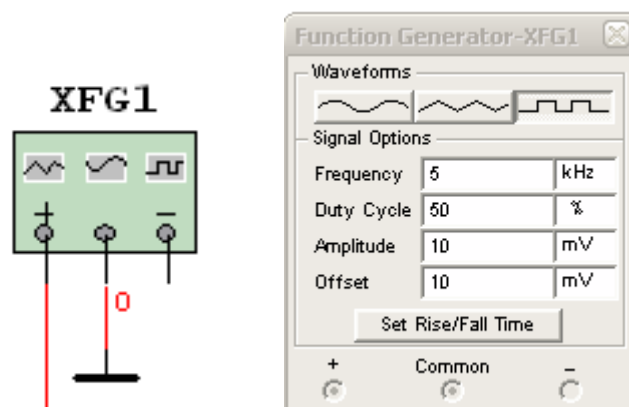 XFG1
+
−
0
Function Generator-XFG1
Waveforms
Signal Options
Frequency 5 kHz
Duty Cycle 50 %
Amplitude 10 mV
Offset 10 mV
Set Rise/Fall Time
+ Common −